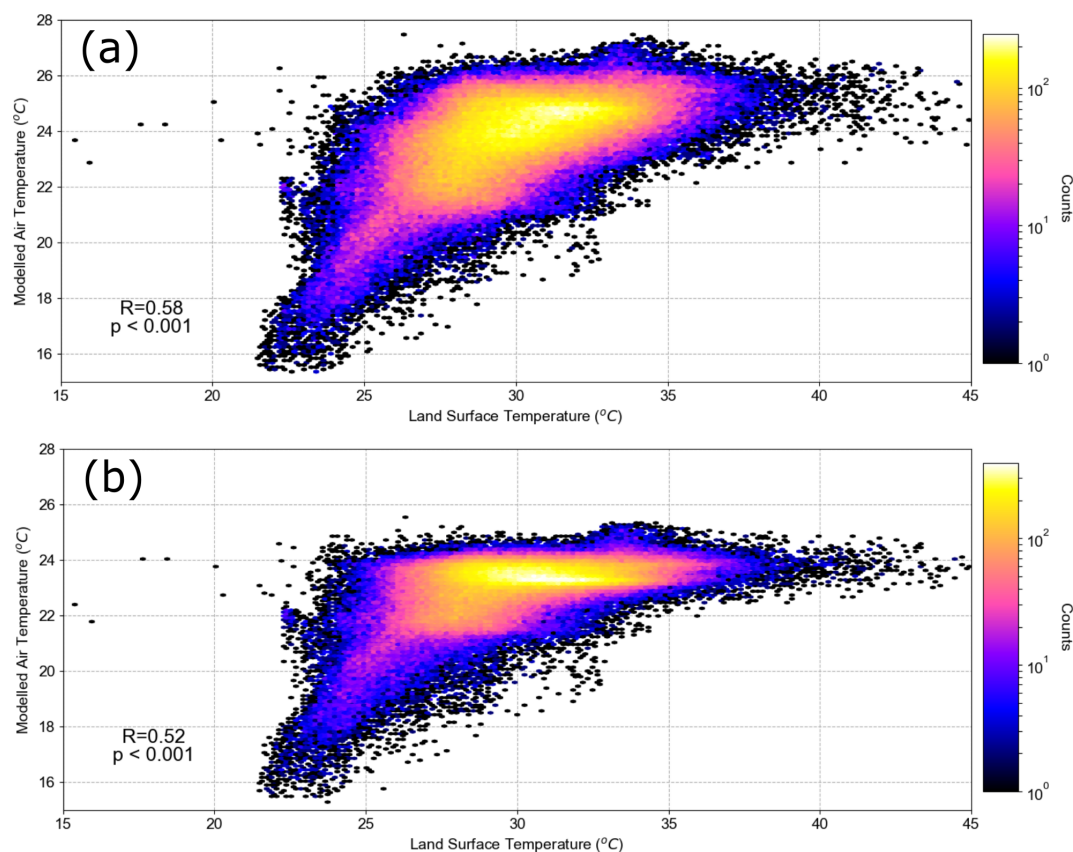 (a)
Modelled Air Temperature (°C)
28
26
24
22
20
18
16
R=0.58
p < 0.001
15 20 25 30 35 40 45
Land Surface Temperature (°C)
10²
10¹
10⁰
Counts
(b)
Modelled Air Temperature (°C)
28
26
24
22
20
18
16
R=0.52
p < 0.001
15 20 25 30 35 40 45
Land Surface Temperature (°C)
10²
10¹
10⁰
Counts